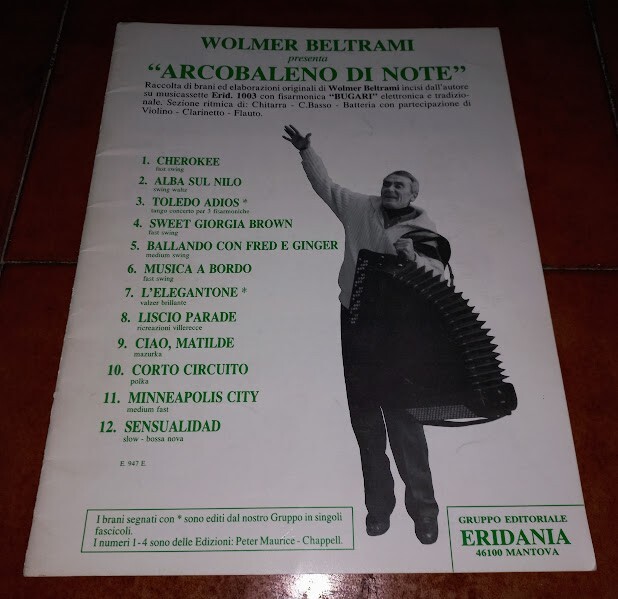 WOLMER BELTRAMI
presenta
"ARCOBALENO DI NOTE"
Raccolta di brani ed elaborazioni originali di Wolmer Beltrami incisi dall'autore
su musicassette Erid. 1003 con fisarmonica "BUGARI" elettronica e tradizio-
nale. Sezione ritmica di: Chitarra - C.Basso - Batteria con partecipazione di
Violino - Clarinetto - Flauto.
1. CHEROKEE
fast swing
2. ALBA SUL NILO
swing waltz
3. TOLEDO ADIOS *
tango concerto per 3 fisarmoniche
4. SWEET GIORGIA BROWN
fast swing
5. BALLANDO CON FRED E GINGER
medium swing
6. MUSICA A BORDO
fast swing
7. L'ELEGANTONE *
valzer brillante
8. LISCIO PARADE
ricreazioni villerecce
9. CIAO, MATILDE
mazurka
10. CORTO CIRCUITO
polka
11. MINNEAPOLIS CITY
medium fast
12. SENSUALIDAD
slow - bossa nova
E. 947 E.
I brani segnati con * sono editi dal nostro Gruppo in singoli
fascicoli.
I numeri 1-4 sono delle Edizioni: Peter Maurice - Chappell.
GRUPPO EDITORIALE
ERIDANIA
46100 MANTOVA